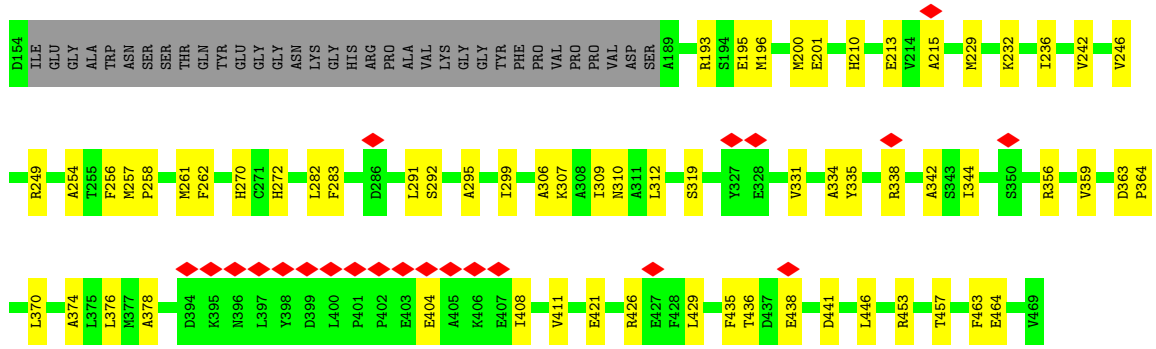 D154 ILE GLU GLY GLY ALA TRP ASN SER SER THR GLN TYR GLU GLY GLY ASN LYS GLY HIS ARG PRO ALA VAL LYS GLY GLY TYR PHE PRO VAL PRO PRO VAL ASP SER A189 R193 S194 E195 M196 M200 E201 H210 E213 V214 A215 M229 K232 I236 V242 V246
R249 A254 T255 F256 M257 P258 M261 F262 H270 C271 H272 L282 F283 D286 L291 S292 A295 I299 A306 K307 A308 I309 N310 A311 L312 S319 Y327 E328 V331 A334 Y335 R338 A342 S343 I344 S350 R356 V359 D363 P364
L370 A374 L375 L376 M377 A378 D394 K395 N396 L397 Y398 D399 L400 P401 P402 E403 E404 A405 K406 E407 I408 V411 E421 R426 E427 F428 L429 F435 T436 D437 E438 D441 L446 R453 T457 F463 E464 V469